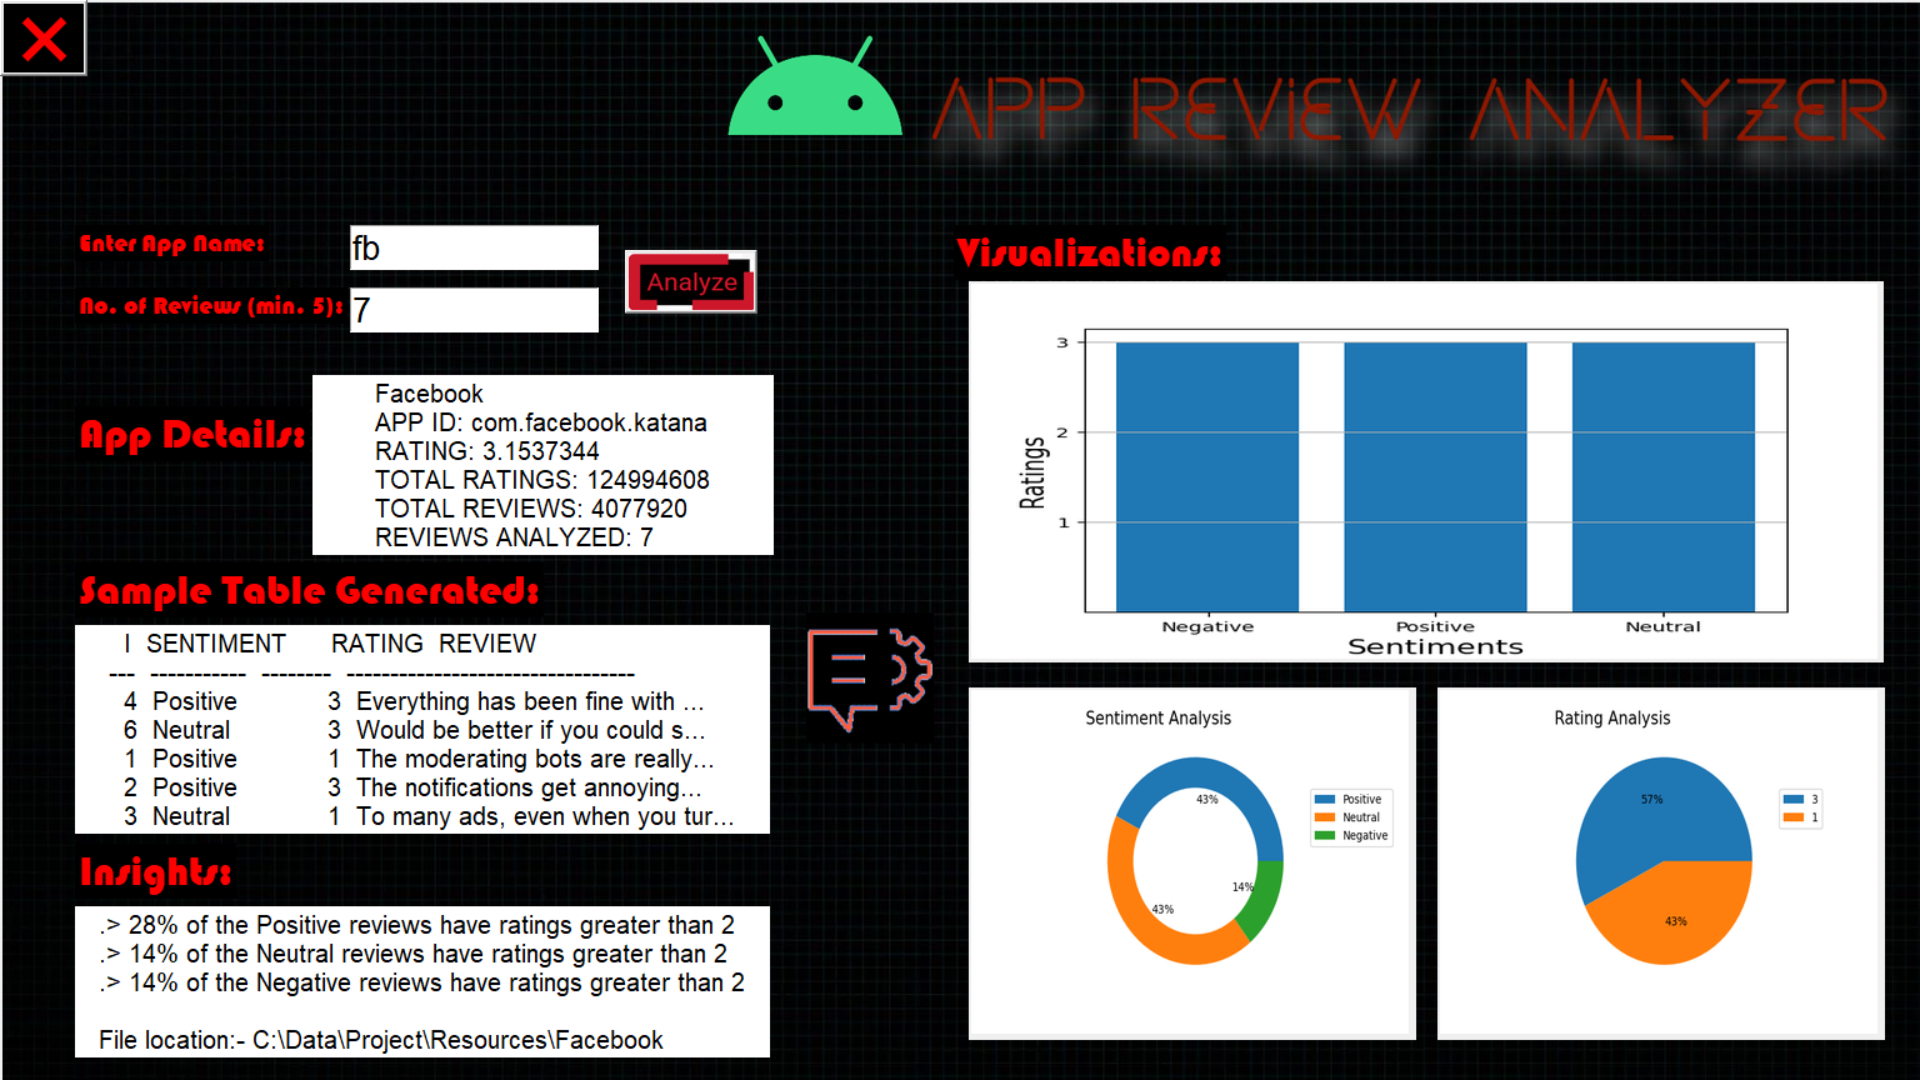 APP REVIEW ANALYZER
Enter App Name:
fb
No. of Reviews (min. 5):
7
Analyze
App Details:
Facebook
APP ID: com.facebook.katana
RATING: 3.1537344
TOTAL RATINGS: 124994608
TOTAL REVIEWS: 4077920
REVIEWS ANALYZED: 7
Sample Table Generated:
I SENTIMENT RATING REVIEW
--- ----------- -------- ---------------------------------
4 Positive 3 Everything has been fine with ...
6 Neutral 3 Would be better if you could s...
1 Positive 1 The moderating bots are really...
2 Positive 3 The notifications get annoying...
3 Neutral 1 To many ads, even when you tur...
Insights:
.> 28% of the Positive reviews have ratings greater than 2
.> 14% of the Neutral reviews have ratings greater than 2
.> 14% of the Negative reviews have ratings greater than 2
File location:- C:\Data\Project\Resources\Facebook
Visualizations:
3
2
1
Ratings
Negative Positive Neutral
Sentiments
Sentiment Analysis
43%
43%
14%
Positive
Neutral
Negative
Rating Analysis
57%
43%
3
1